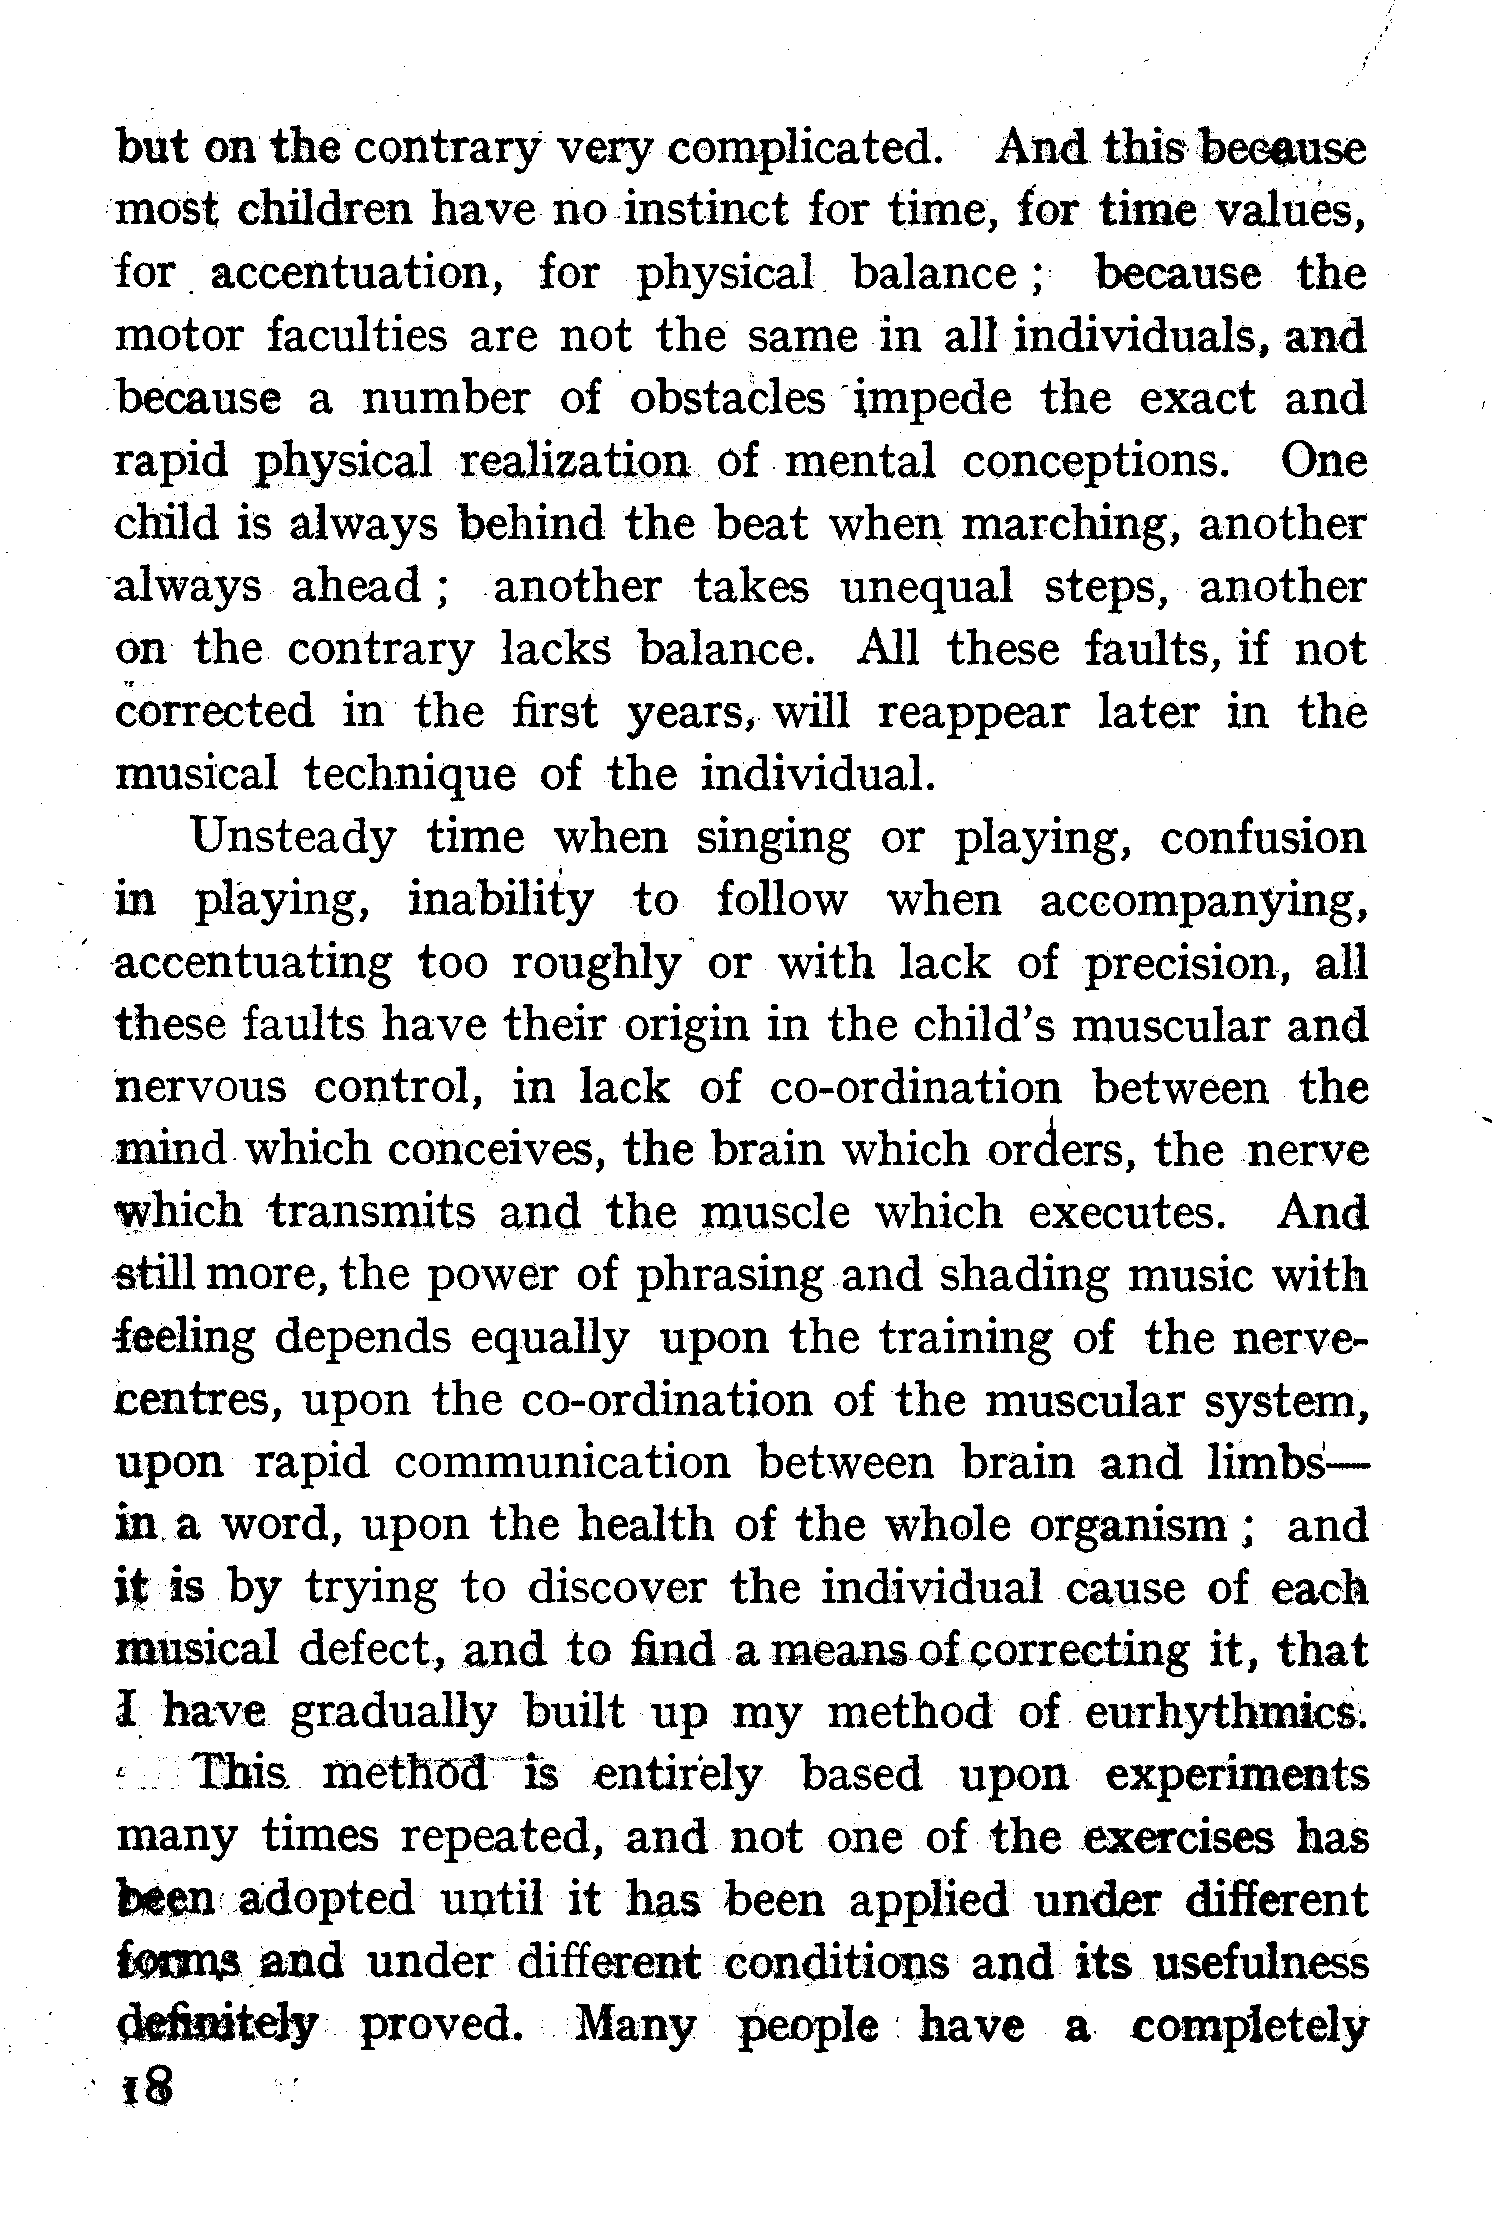 but on the contrary very complicated. And this because
most children have no instinct for time, for time values,
for accentuation, for physical balance ; because the
motor faculties are not the same in all individuals, and
because a number of obstacles impede the exact and
rapid physical realization of mental conceptions. One
child is always behind the beat when marching, another
always ahead ; another takes unequal steps, another
on the contrary lacks balance. All these faults, if not
corrected in the first years, will reappear later in the
musical technique of the individual.
Unsteady time when singing or playing, confusion
in playing, inability to follow when accompanying,
accentuating too roughly or with lack of precision, all
these faults have their origin in the child's muscular and
nervous control, in lack of co-ordination between the
mind which conceives, the brain which orders, the nerve
which transmits and the muscle which executes. And
still more, the power of phrasing and shading music with
feeling depends equally upon the training of the nerve-
centres, upon the co-ordination of the muscular system,
upon rapid communication between brain and limbs—
in a word, upon the health of the whole organism ; and
it is by trying to discover the individual cause of each
musical defect, and to find a means of correcting it, that
I have gradually built up my method of eurhythmics.
This method is entirely based upon experiments
many times repeated, and not one of the exercises has
been adopted until it has been applied under different
forms and under different conditions and its usefulness
definitely proved. Many people have a completely
18